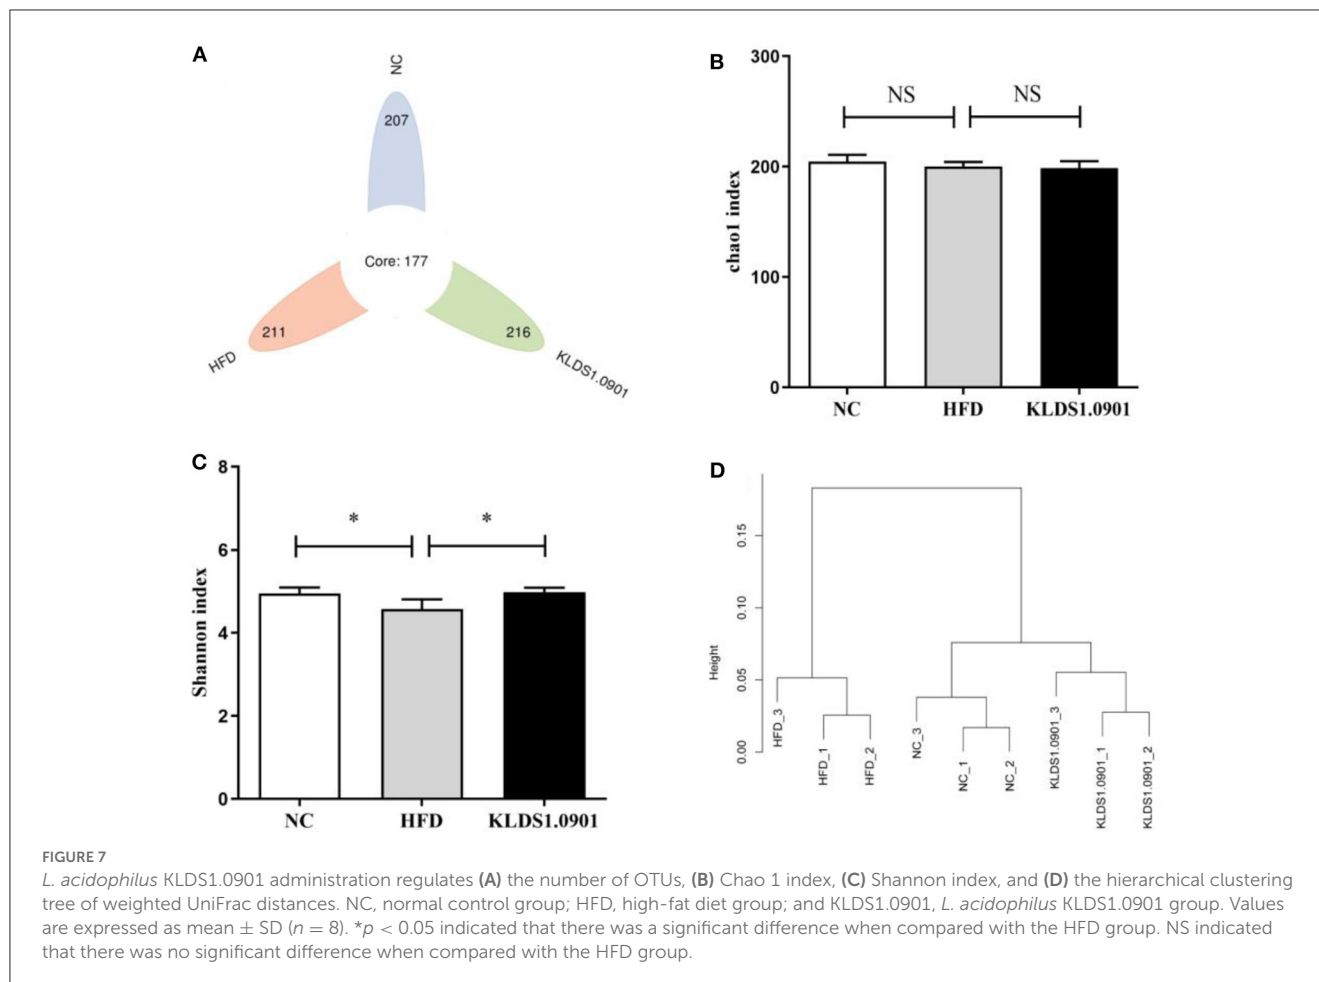 A
NC
207
Core: 177
211
216
HFD
KLDS1.0901
B
300
200
100
0
chao1 index
NS
NS
NC
HFD
KLDS1.0901
C
8
6
4
2
0
Shannon index
*
*
NC
HFD
KLDS1.0901
D
0.15
0.10
0.05
0.00
Height
HFD_3
HFD_1
HFD_2
NC_3
NC_1
NC_2
KLDS1.0901_3
KLDS1.0901_1
KLDS1.0901_2
FIGURE 7
L. acidophilus KLDS1.0901 administration regulates (A) the number of OTUs, (B) Chao 1 index, (C) Shannon index, and (D) the hierarchical clustering
tree of weighted UniFrac distances. NC, normal control group; HFD, high-fat diet group; and KLDS1.0901, L. acidophilus KLDS1.0901 group. Values
are expressed as mean ± SD (n = 8). *p < 0.05 indicated that there was a significant difference when compared with the HFD group. NS indicated
that there was no significant difference when compared with the HFD group.